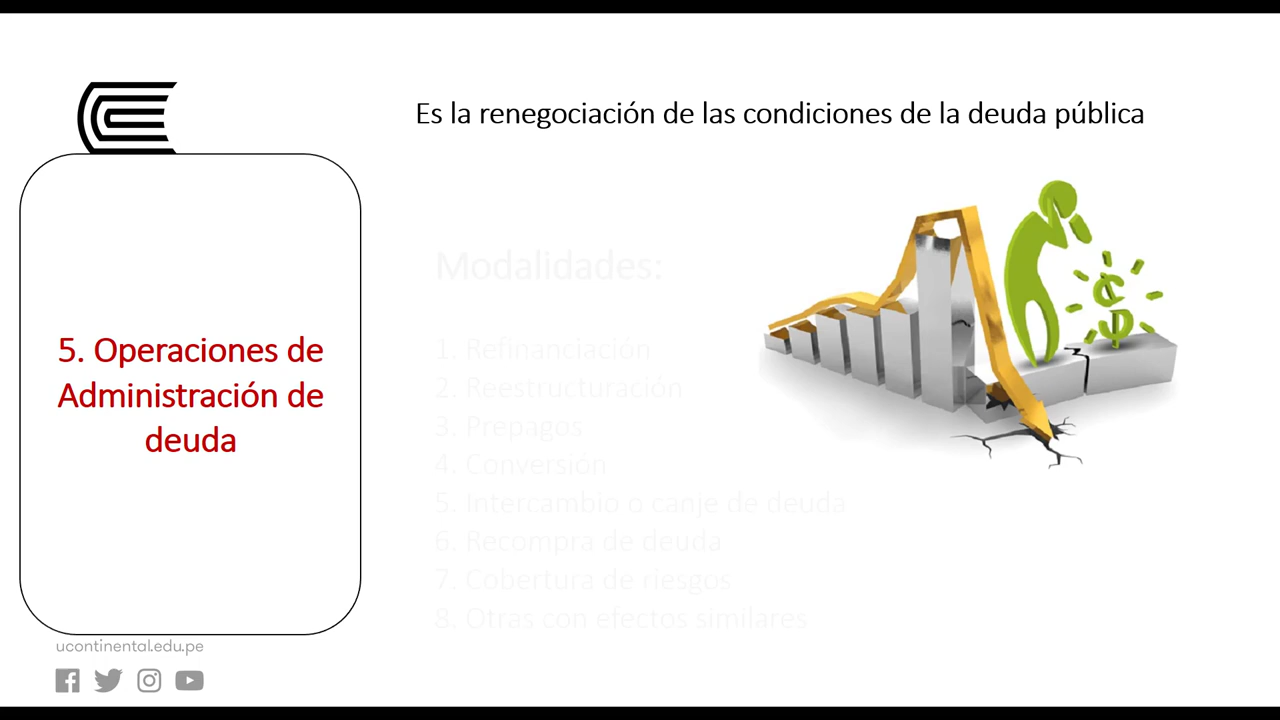 Es la renegociación de las condiciones de la deuda pública
5. Operaciones de
Administración de
deuda
Modalidades:
1. Refinanciación
2. Reestructuración
3. Prepagos
4. Conversión
5. Intercambio o canje de deuda
6. Recompra de deuda
7. Cobertura de riesgos
8. Otras con efectos similares
ucontinental.edu.pe